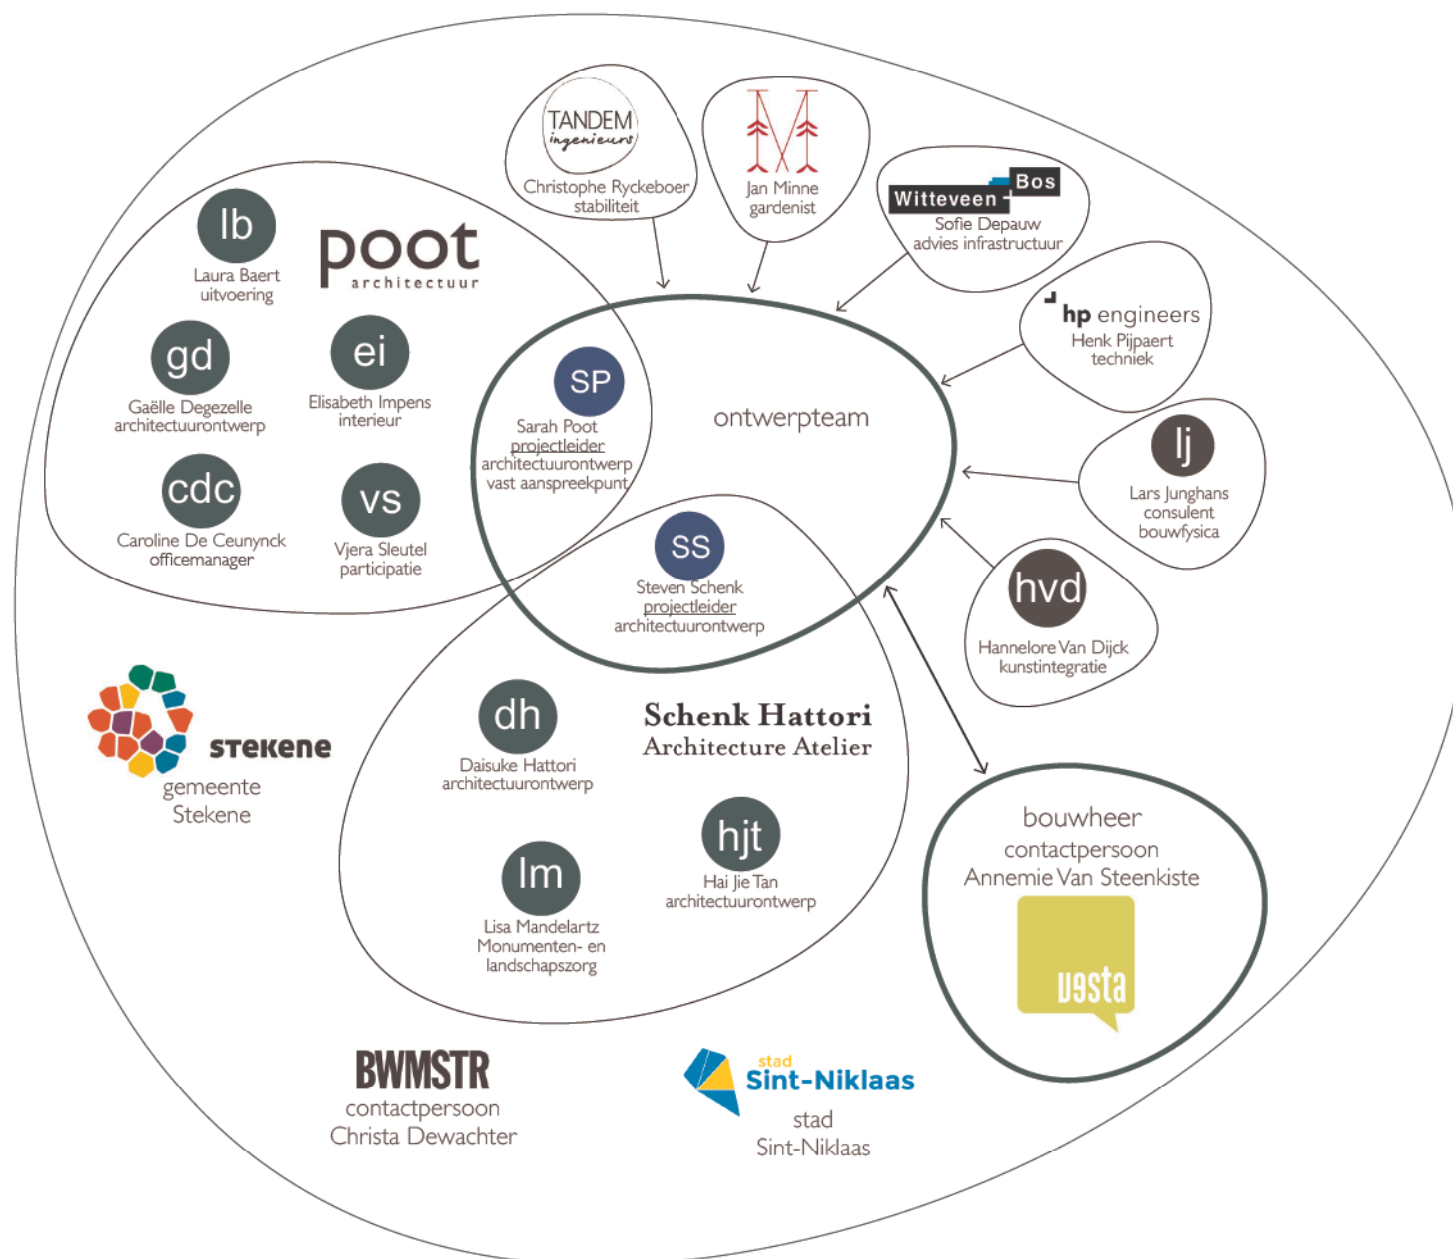 TANDEM
ingenieurs
Christophe Ryckeboer
stabiliteit
Jan Minne
gardenist
Witteveen
Bos
Sofie Depauw
advies infrastructuur
hp engineers
Henk Pijpaert
techniek
lj
Lars Junghans
consulent
bouwfysica
hvd
Hannelore Van Dijck
kunstintegratie
lb
Laura Baert
uitvoering
poot
architectuur
gd
Gaëlle Degezelle
architectuurontwerp
ei
Elisabeth Impens
interieur
cdc
Caroline De Ceunynck
officemanager
vs
Vjera Sleutel
participatie
SP
Sarah Poot
projectleider
architectuurontwerp
vast aanspreekpunt
ontwerpteam
SS
Steven Schenk
projectleider
architectuurontwerp
dh
Daisuke Hattori
architectuurontwerp
Schenk Hattori
Architecture Atelier
lm
Lisa Mandelartz
Monumenten- en
landschapszorg
hjt
Hai Jie Tan
architectuurontwerp
STEKENE
gemeente
Stekene
bouwheer
contactpersoon
Annemie Van Steenkiste
vesta
BWMSTR
contactpersoon
Christa Dewachter
stad
Sint-Niklaas
stad
Sint-Niklaas